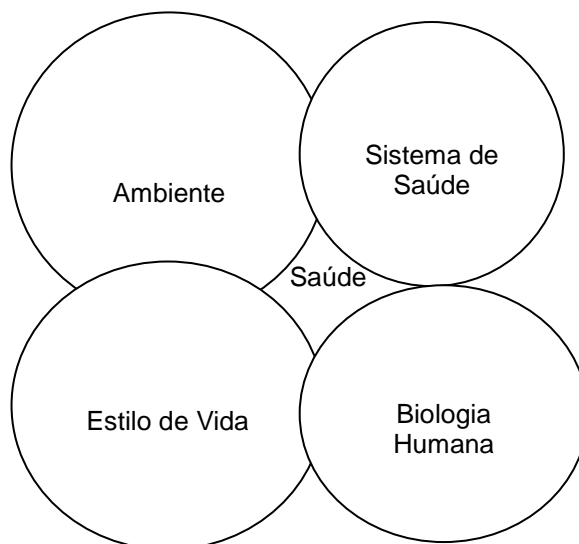 Ambiente
Sistema de
Saúde
Saúde
Estilo de Vida
Biologia
Humana